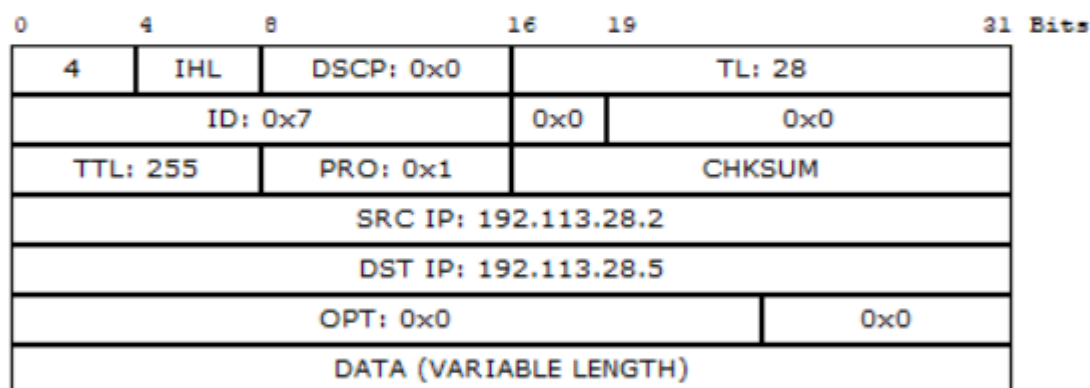 0 4 8 16 19 31 Bits
4 IHL DSCP: 0x0 TL: 28
ID: 0x7 0x0 0x0
TTL: 255 PRO: 0x1 CHKSUM
SRC IP: 192.113.28.2
DST IP: 192.113.28.5
OPT: 0x0 0x0
DATA (VARIABLE LENGTH)